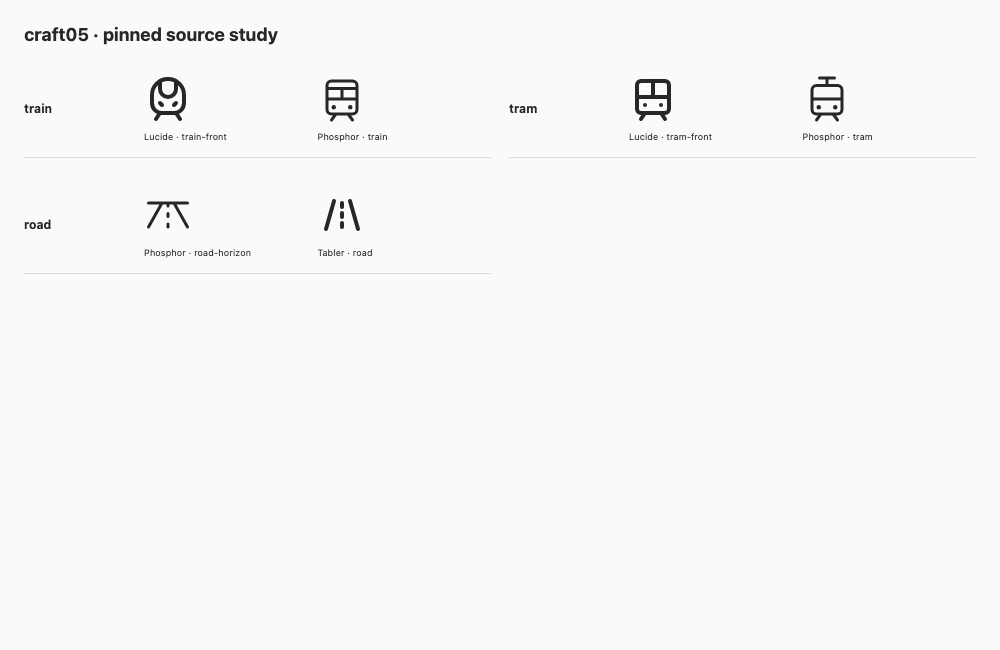 craft05 · pinned source study
train
Lucide · train-front
Phosphor · train
tram
Lucide · tram-front
Phosphor · tram
road
Phosphor · road-horizon
Tabler · road